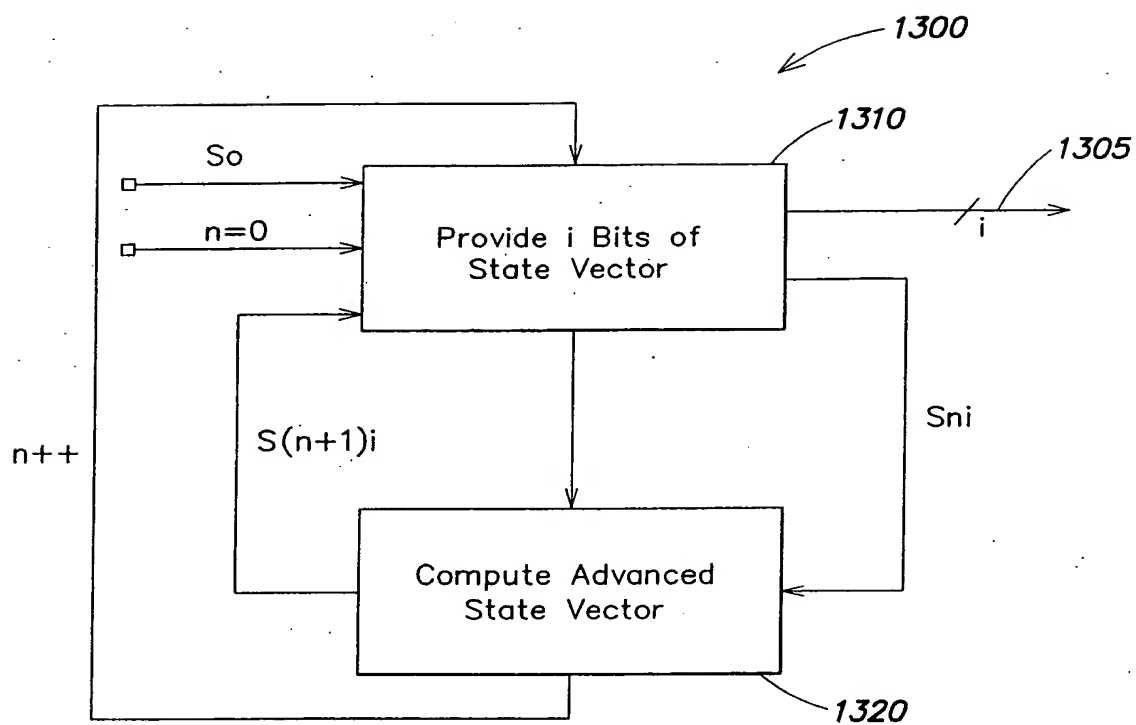 1300
1310
1305
So
n=0
Provide i Bits of
State Vector
i
Sni
S(n+1)i
n++
Compute Advanced
State Vector
1320